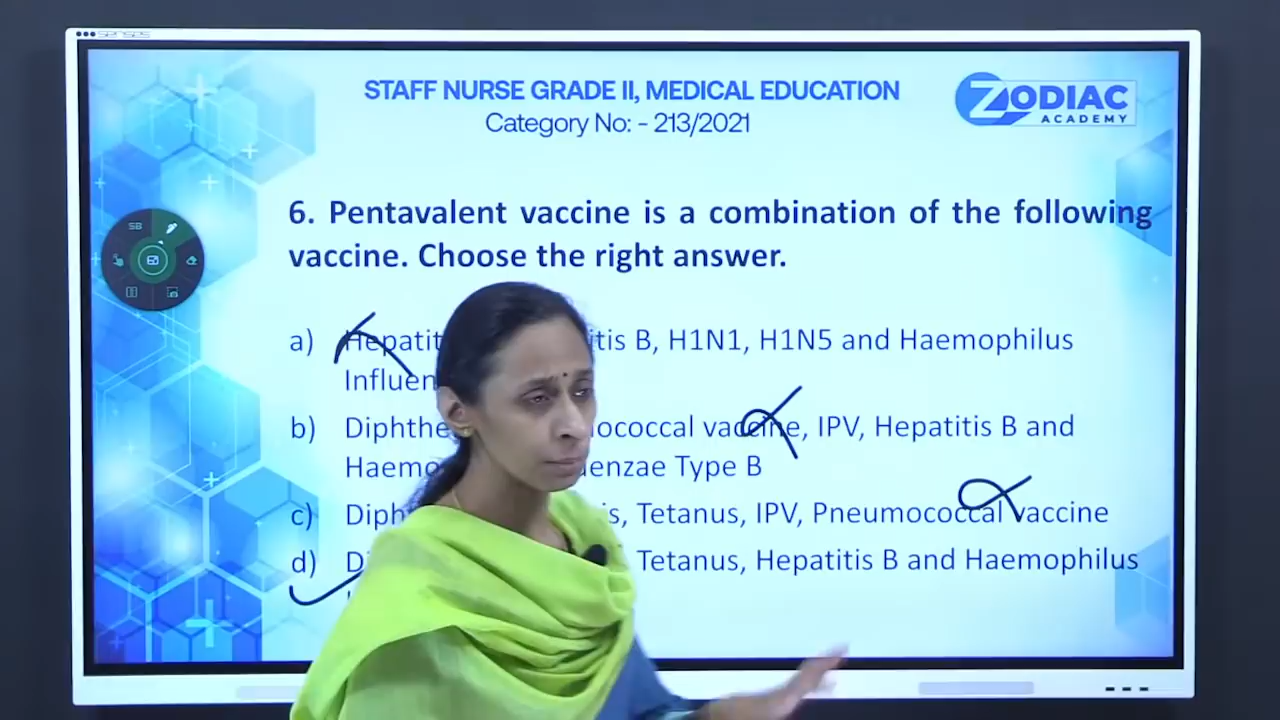 senses
STAFF NURSE GRADE II, MEDICAL EDUCATION
Category No: - 213/2021
ZODIAC
ACADEMY
SB
6. Pentavalent vaccine is a combination of the following
vaccine. Choose the right answer.
a) B, H1N1, H1N5 and Haemophilus
b) vaccine, IPV, Hepatitis B and
Type B
c) Tetanus, IPV, Pneumococcal vaccine
d) Tetanus, Hepatitis B and Haemophilus